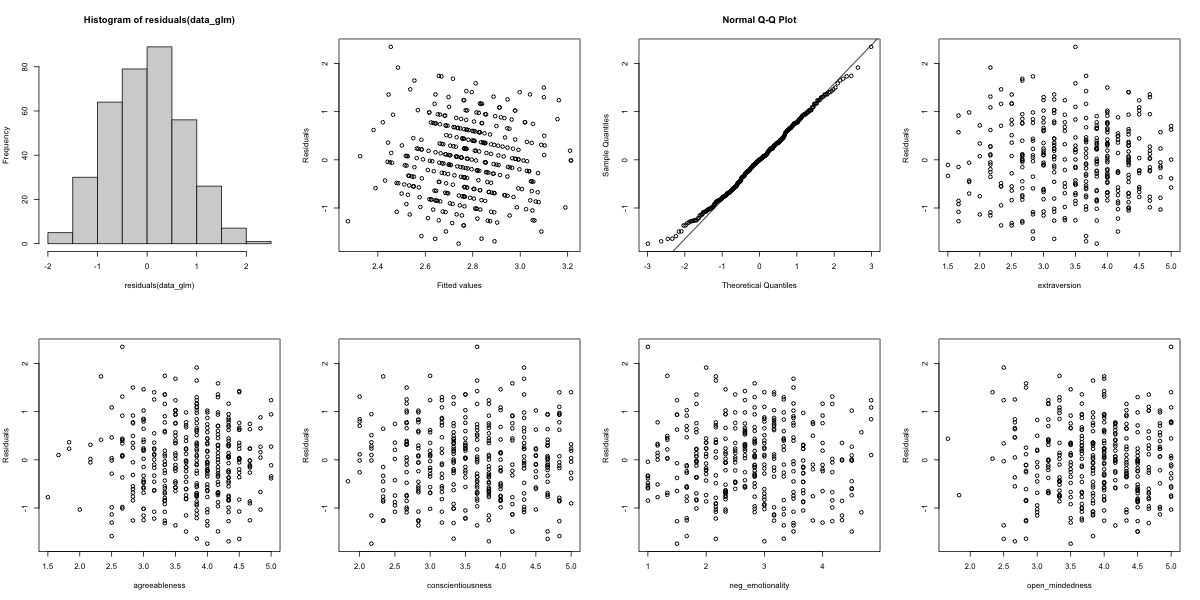 Histogram of residuals(data_glm)
Frequency
0 20 40 60 80
-2 -1 0 1 2
residuals(data_glm)
Residuals
-1 0 1 2
2.4 2.6 2.8 3.0 3.2
Fitted values
Normal Q-Q Plot
Sample Quantiles
-1 0 1 2
-3 -2 -1 0 1 2 3
Theoretical Quantiles
Residuals
-1 0 1 2
1.5 2.0 2.5 3.0 3.5 4.0 4.5 5.0
extraversion
Residuals
-1 0 1 2
1.5 2.0 2.5 3.0 3.5 4.0 4.5 5.0
agreeableness
Residuals
-1 0 1 2
2.0 2.5 3.0 3.5 4.0 4.5 5.0
conscientiousness
Residuals
-1 0 1 2
1 2 3 4
neg_emotionality
Residuals
-1 0 1 2
2.0 2.5 3.0 3.5 4.0 4.5 5.0
open_mindedness